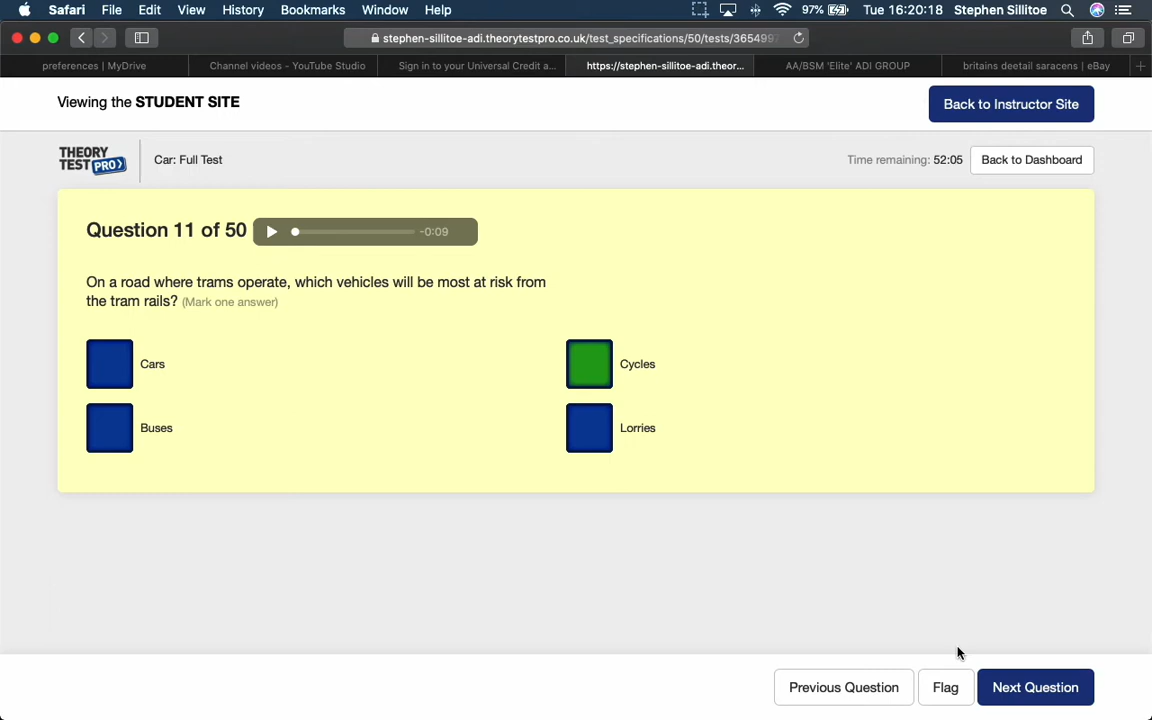 Safari File Edit View History Bookmarks Window Help 97% Tue 16:20:18 Stephen Sillitoe
stephen-sillitoe-adi.theorytestpro.co.uk/test_specifications/50/tests/3654997
preferences | MyDrive
Channel videos - YouTube Studio
Sign in to your Universal Credit a...
https://stephen-sillitoe-adi.theor...
AA/BSM 'Elite' ADI GROUP
britains deetail saracens | eBay
Viewing the STUDENT SITE
Back to Instructor Site
THEORY
TEST PRO
Car: Full Test
Time remaining: 52:05
Back to Dashboard
Question 11 of 50
-0:09
On a road where trams operate, which vehicles will be most at risk from
the tram rails? (Mark one answer)
Cars
Cycles
Buses
Lorries
Previous Question
Flag
Next Question